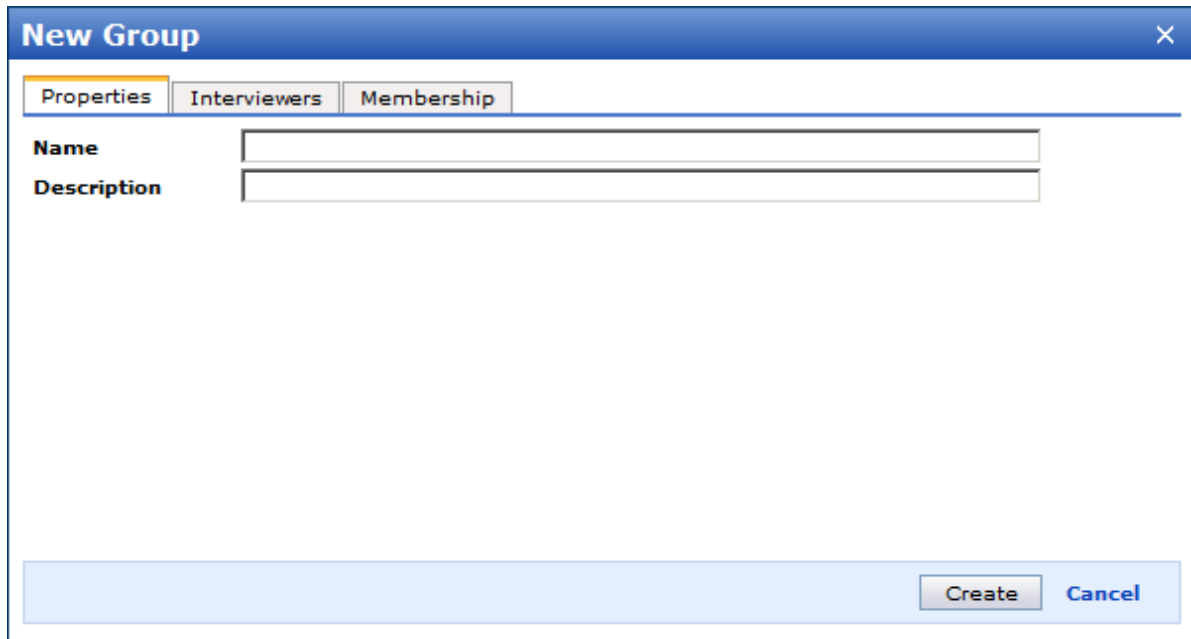 New Group
Properties Interviewers Membership
Name
Description
Create Cancel